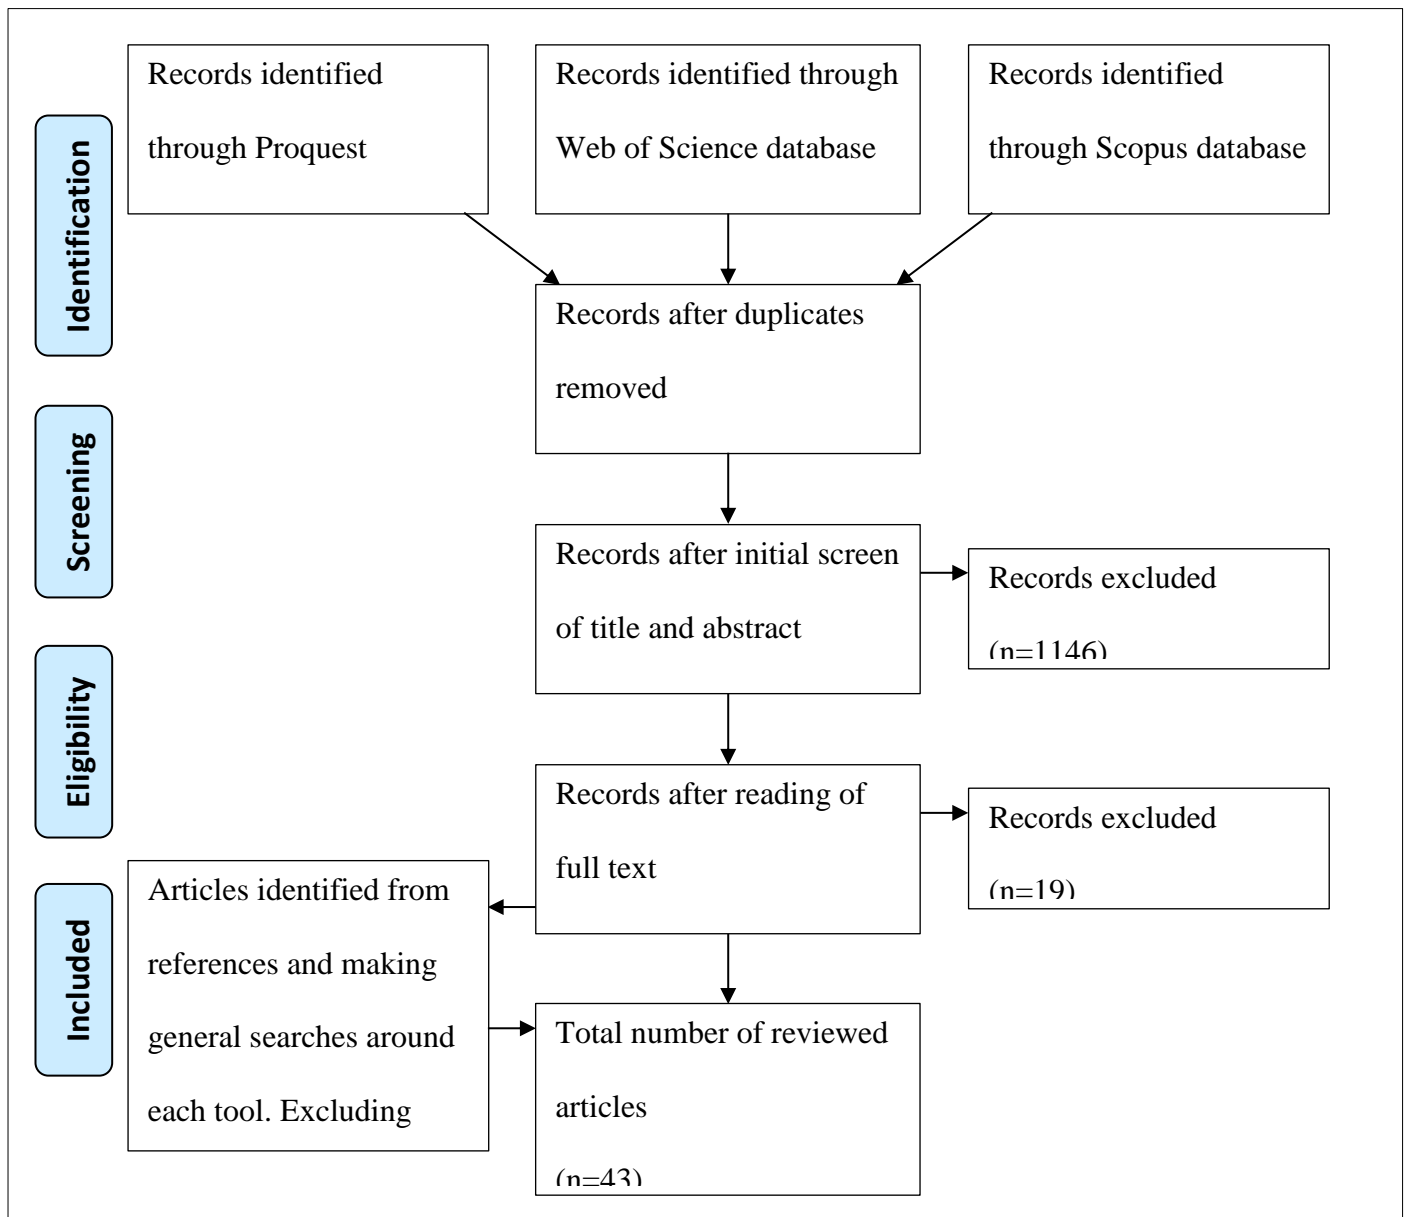 Records identified
through Proquest
Records identified through
Web of Science database
Records identified
through Scopus database
Identification
Records after duplicates
removed
Screening
Records after initial screen
of title and abstract
Records excluded
(n=1146)
Eligibility
Records after reading of
full text
Records excluded
(n=19)
Included
Articles identified from
references and making
general searches around
each tool. Excluding
Total number of reviewed
articles
(n=43)